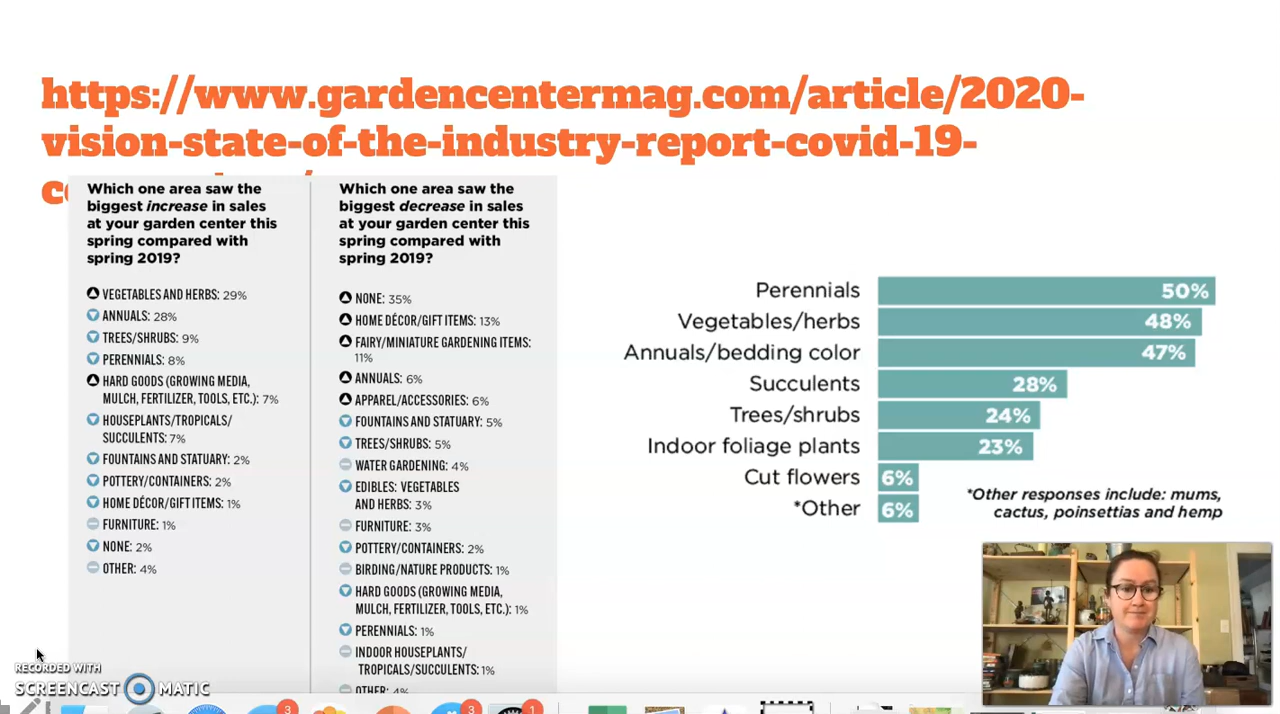 https://www.gardencentermag.com/article/2020-
vision-state-of-the-industry-report-covid-19-
Which one area saw the
biggest increase in sales
at your garden center this
spring compared with
spring 2019?
VEGETABLES AND HERBS: 29%
ANNUALS: 28%
TREES/SHRUBS: 9%
PERENNIALS: 8%
HARD GOODS (GROWING MEDIA,
MULCH, FERTILIZER, TOOLS, ETC.): 7%
HOUSEPLANTS/TROPICALS/
SUCCULENTS: 7%
FOUNTAINS AND STATUARY: 2%
POTTERY/CONTAINERS: 2%
HOME DÉCOR/GIFT ITEMS: 1%
FURNITURE: 1%
NONE: 2%
OTHER: 4%
Which one area saw the
biggest decrease in sales
at your garden center this
spring compared with
spring 2019?
NONE: 35%
HOME DÉCOR/GIFT ITEMS: 13%
FAIRY/MINIATURE GARDENING ITEMS:
11%
ANNUALS: 6%
APPAREL/ACCESSORIES: 6%
FOUNTAINS AND STATUARY: 5%
TREES/SHRUBS: 5%
WATER GARDENING: 4%
EDIBLES: VEGETABLES
AND HERBS: 3%
FURNITURE: 3%
POTTERY/CONTAINERS: 2%
BIRDING/NATURE PRODUCTS: 1%
HARD GOODS (GROWING MEDIA,
MULCH, FERTILIZER, TOOLS, ETC.): 1%
PERENNIALS: 1%
INDOOR HOUSEPLANTS/
TROPICALS/SUCCULENTS: 1%
OTHER: 4%
Perennials 50%
Vegetables/herbs 48%
Annuals/bedding color 47%
Succulents 28%
Trees/shrubs 24%
Indoor foliage plants 23%
Cut flowers 6%
*Other 6%
*Other responses include: mums,
cactus, poinsettias and hemp
RECORDED WITH
SCREENCAST MATIC
3
3
1